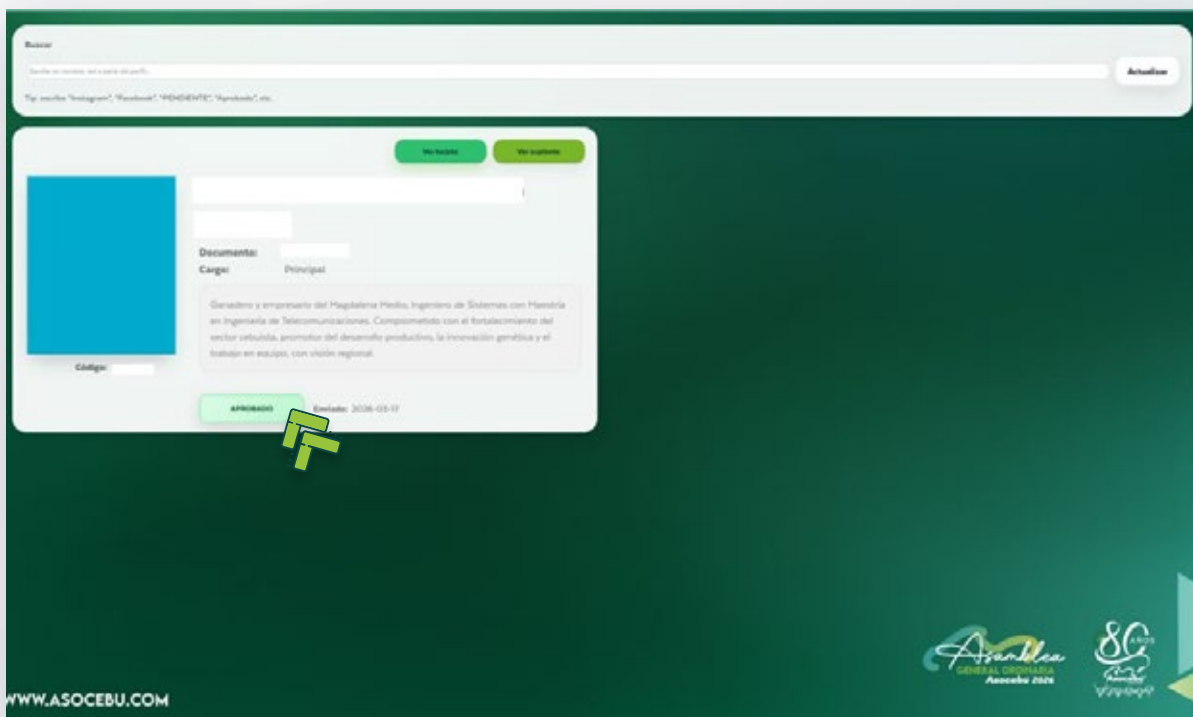 Buscar
Actualizar
Tip: escribe "Instagram", "Facebook", "PENDIENTE", "Aprobado", etc.
Ver tarjeta Ver suplente
Documento:
Cargo: Principal
Ganadero y empresario del Magdalena Medio, Ingeniero de Sistemas con Maestría
en Ingeniería de Telecomunicaciones. Comprometido con el fortalecimiento del
sector cebuista, promotor del desarrollo productivo, la innovación genética y el
trabajo en equipo, con visión regional.
Código:
APROBADO Enviado: 2026-03-17
Asamblea
GENERAL ORDINARIA
Asocebu 2026
80 AÑOS
Asocebu
WWW.ASOCEBU.COM